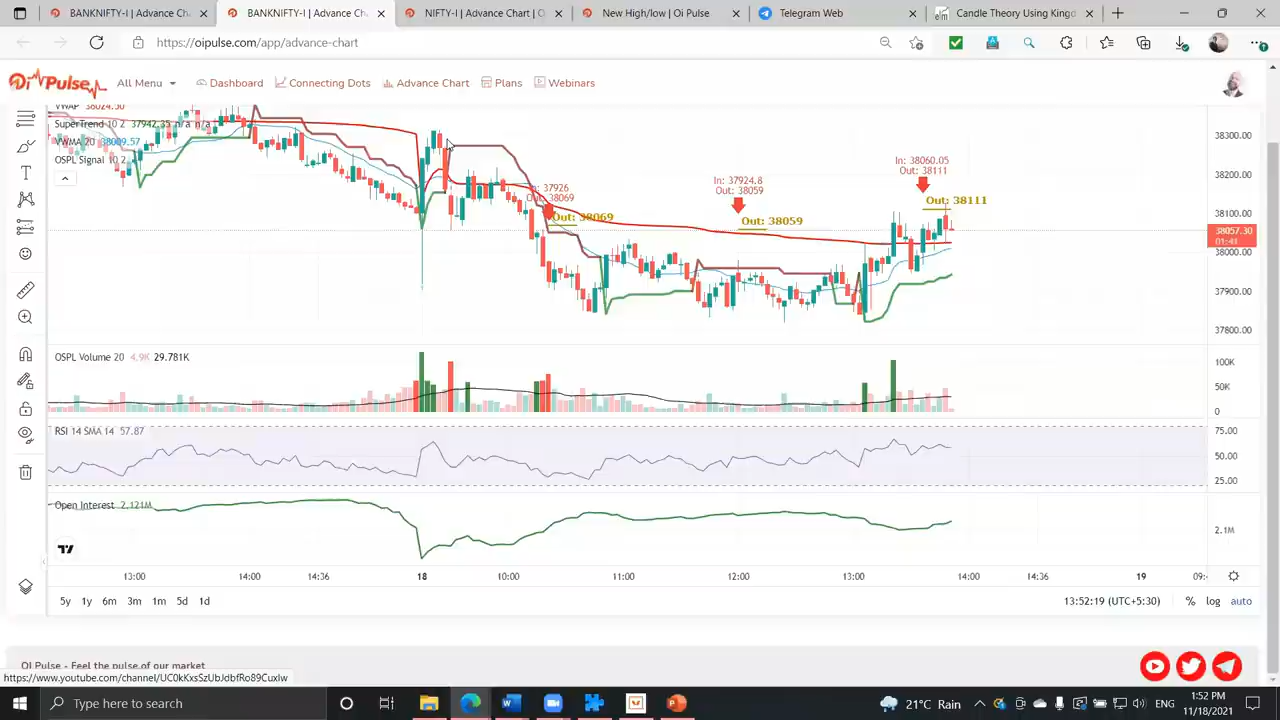 BANKNIFTY-I | Advance Cha
BANKNIFTY-I | Advance Cha
NIFTY-I | Advance Chart | O
New High/low | Oi Pulse
Telegram Web
Candle Theory Using Kingd
https://oipulse.com/app/advance-chart
Oi Pulse
All Menu
Dashboard
Connecting Dots
Advance Chart
Plans
Webinars
VWAP 38024.50
SuperTrend 10 2 37942.35 n/a n/a
VWMA 20 38009.57
OSPL Signal 10 2
In: 37926
Out: 38069
Out: 38069
In: 37924.8
Out: 38059
Out: 38059
In: 38060.05
Out: 38111
Out: 38111
38300.00
38200.00
38100.00
38057.30
01:41
38000.00
37900.00
37800.00
OSPL Volume 20 4.9K 29.781K
100K
50K
0
RSI 14 SMA 14 57.87
75.00
50.00
25.00
Open Interest 2.121M
2.1M
13:00 14:00 14:36 18 10:00 11:00 12:00 13:00 14:00 14:36 19 09:
5y 1y 6m 3m 1m 5d 1d
13:52:19 (UTC+5:30) % log auto
OI Pulse - Feel the pulse of our market
https://www.youtube.com/channel/UC0kKxsSzUbJdbfRo89Cuxlw
Type here to search
21°C Rain
ENG
1:52 PM
11/18/2021